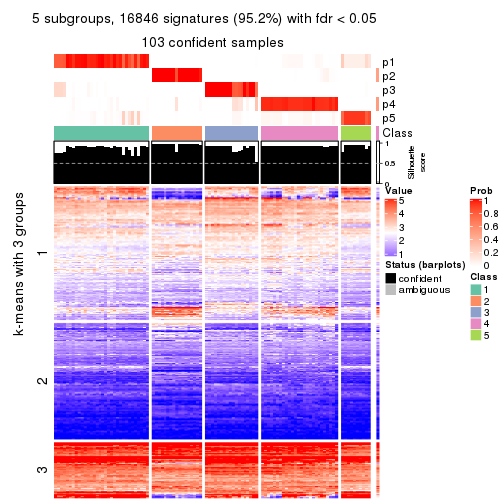 5 subgroups, 16846 signatures (95.2%) with fdr < 0.05
103 confident samples
p1
p2
p3
p4
p5
Class
1
0.5
0
Silhouette
score
k-means with 3 groups
1
2
3
Value
5
4
3
2
1
Status (barplots)
confident
ambiguous
Prob
1
0.8
0.6
0.4
0.2
0
Class
1
2
3
4
5